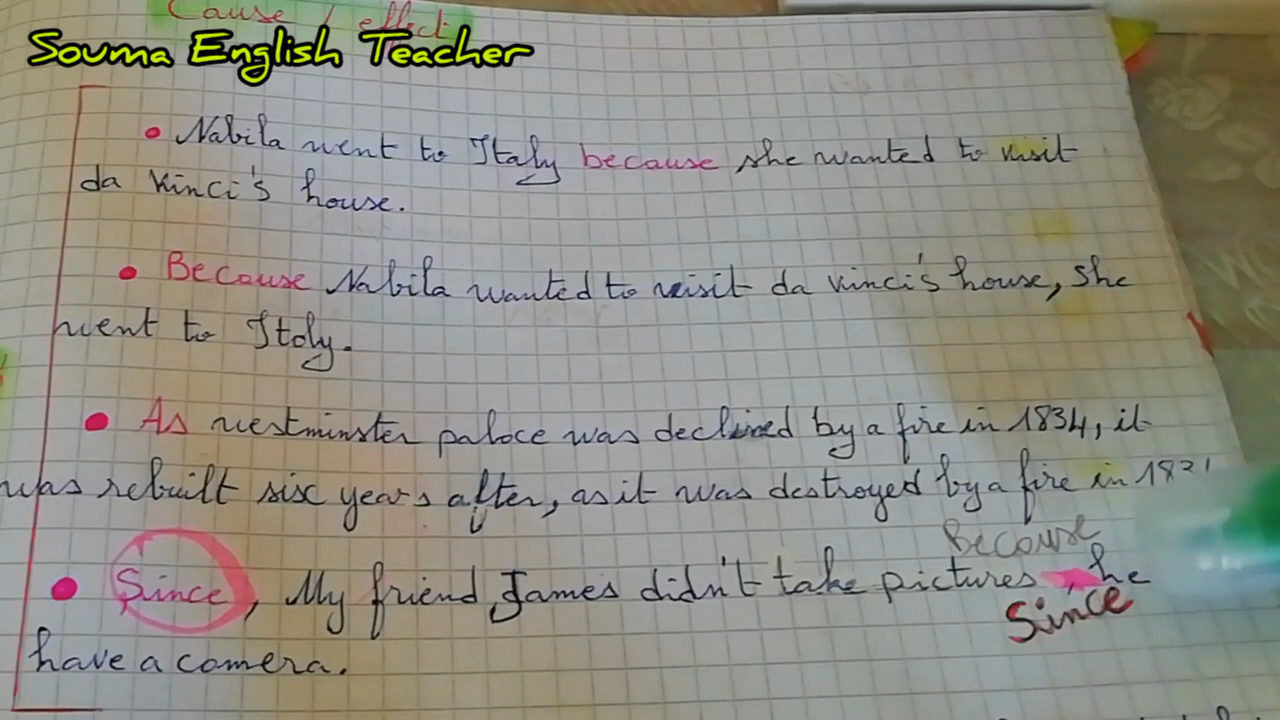 Cause / effect
Souma English Teacher
• Nabila went to Italy because she wanted to visit
da Vinci's house.
• Because Nabila wanted to visit da Vinci's house, she
went to Italy.
• As westminster palace was declined by a fire in 1834, it
was rebuilt six years after, as it was destroyed by a fire in
Because
• Since, My friend James didn't take pictures, he
Since
have a camera.